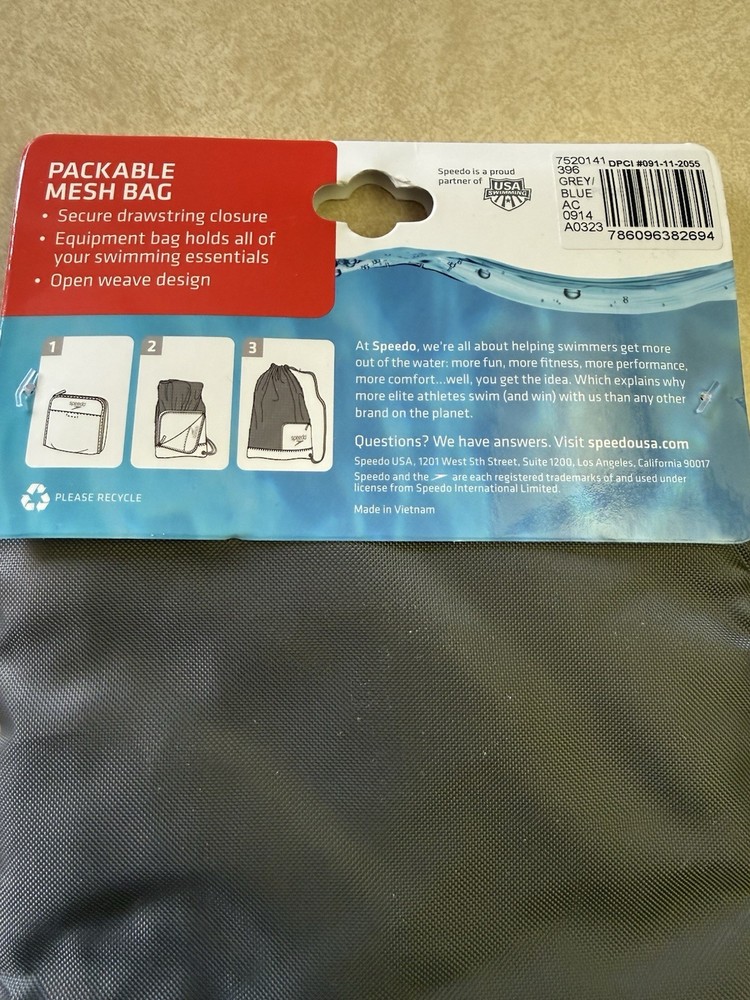 PACKABLE
MESH BAG
• Secure drawstring closure
• Equipment bag holds all of
your swimming essentials
• Open weave design
Speedo is a proud
partner of
USA
SWIMMING
7520141
396
GREY/
BLUE
AC
0914
A0323
DPCI #091-11-2055
786096382694
1
speedo
2
3
speedo
At Speedo, we're all about helping swimmers get more
out of the water: more fun, more fitness, more performance,
more comfort...well, you get the idea. Which explains why
more elite athletes swim (and win) with us than any other
brand on the planet.
Questions? We have answers. Visit speedousa.com
Speedo USA, 1201 West 5th Street, Suite 1200, Los Angeles, California 90017
Speedo and the are each registered trademarks of and used under
license from Speedo International Limited.
Made in Vietnam
PLEASE RECYCLE